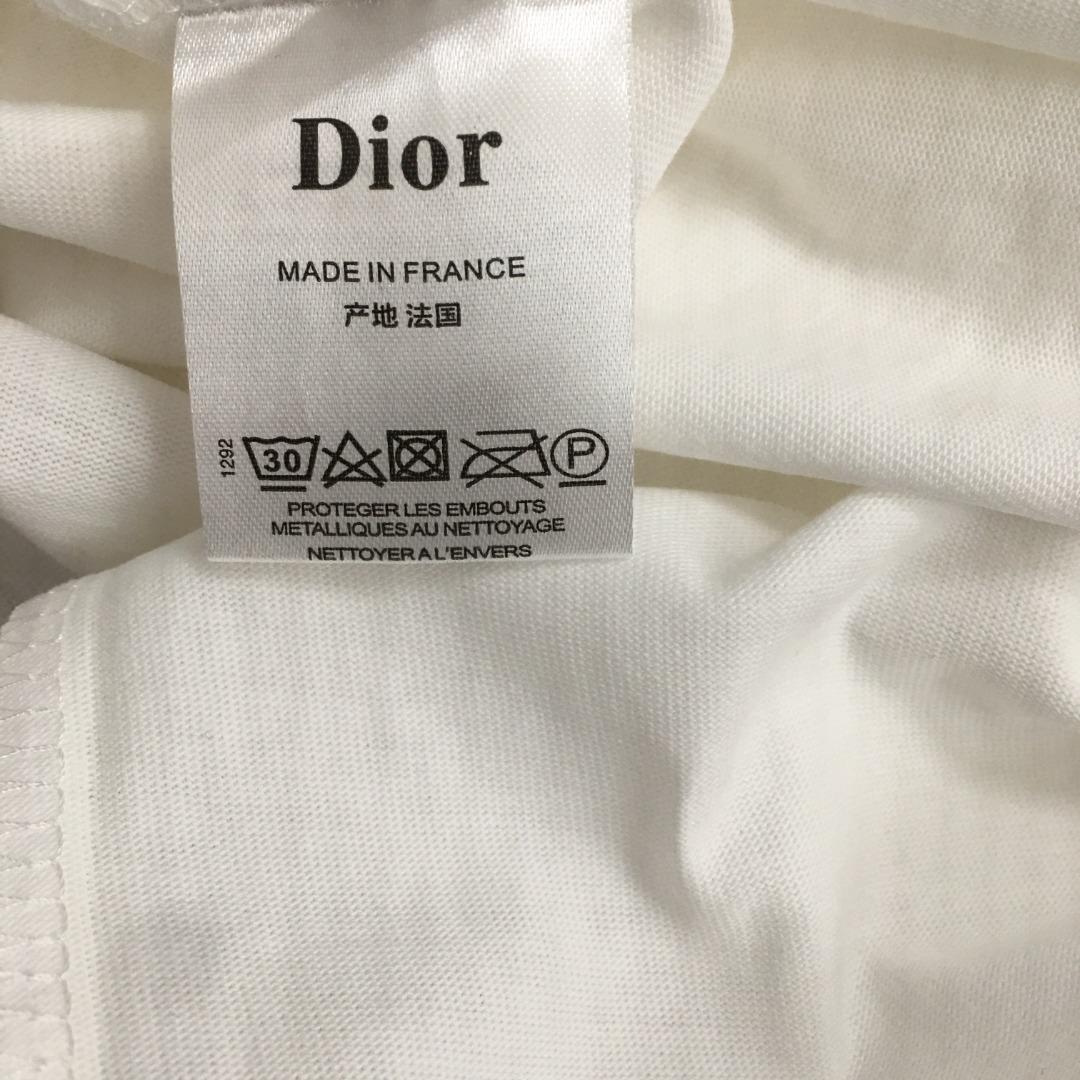 Dior
MADE IN FRANCE
产地 法国
1292
30
P
PROTEGER LES EMBOUTS
METALLIQUES AU NETTOYAGE
NETTOYER A L'ENVERS